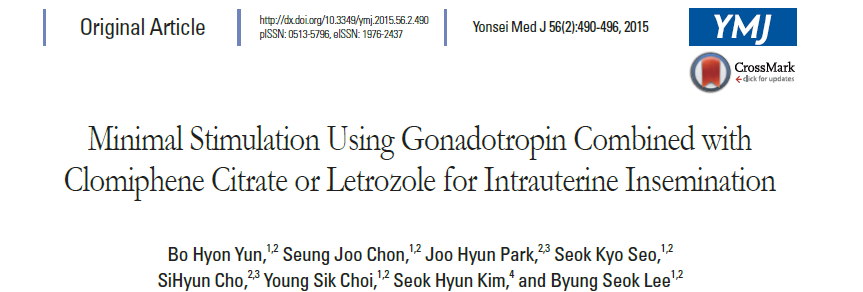 Original Article
http://dx.doi.org/10.3349/ymj.2015.56.2.490
pISSN: 0513-5796, eISSN: 1976-2437
Yonsei Med J 56(2):490-496, 2015
YMJ
CrossMark
click for updates
Minimal Stimulation Using Gonadotropin Combined with
Clomiphene Citrate or Letrozole for Intrauterine Insemination
Bo Hyon Yun,1,2 Seung Joo Chon,1,2 Joo Hyun Park,2,3 Seok Kyo Seo,1,2
SiHyun Cho,2,3 Young Sik Choi,1,2 Seok Hyun Kim,4 and Byung Seok Lee1,2